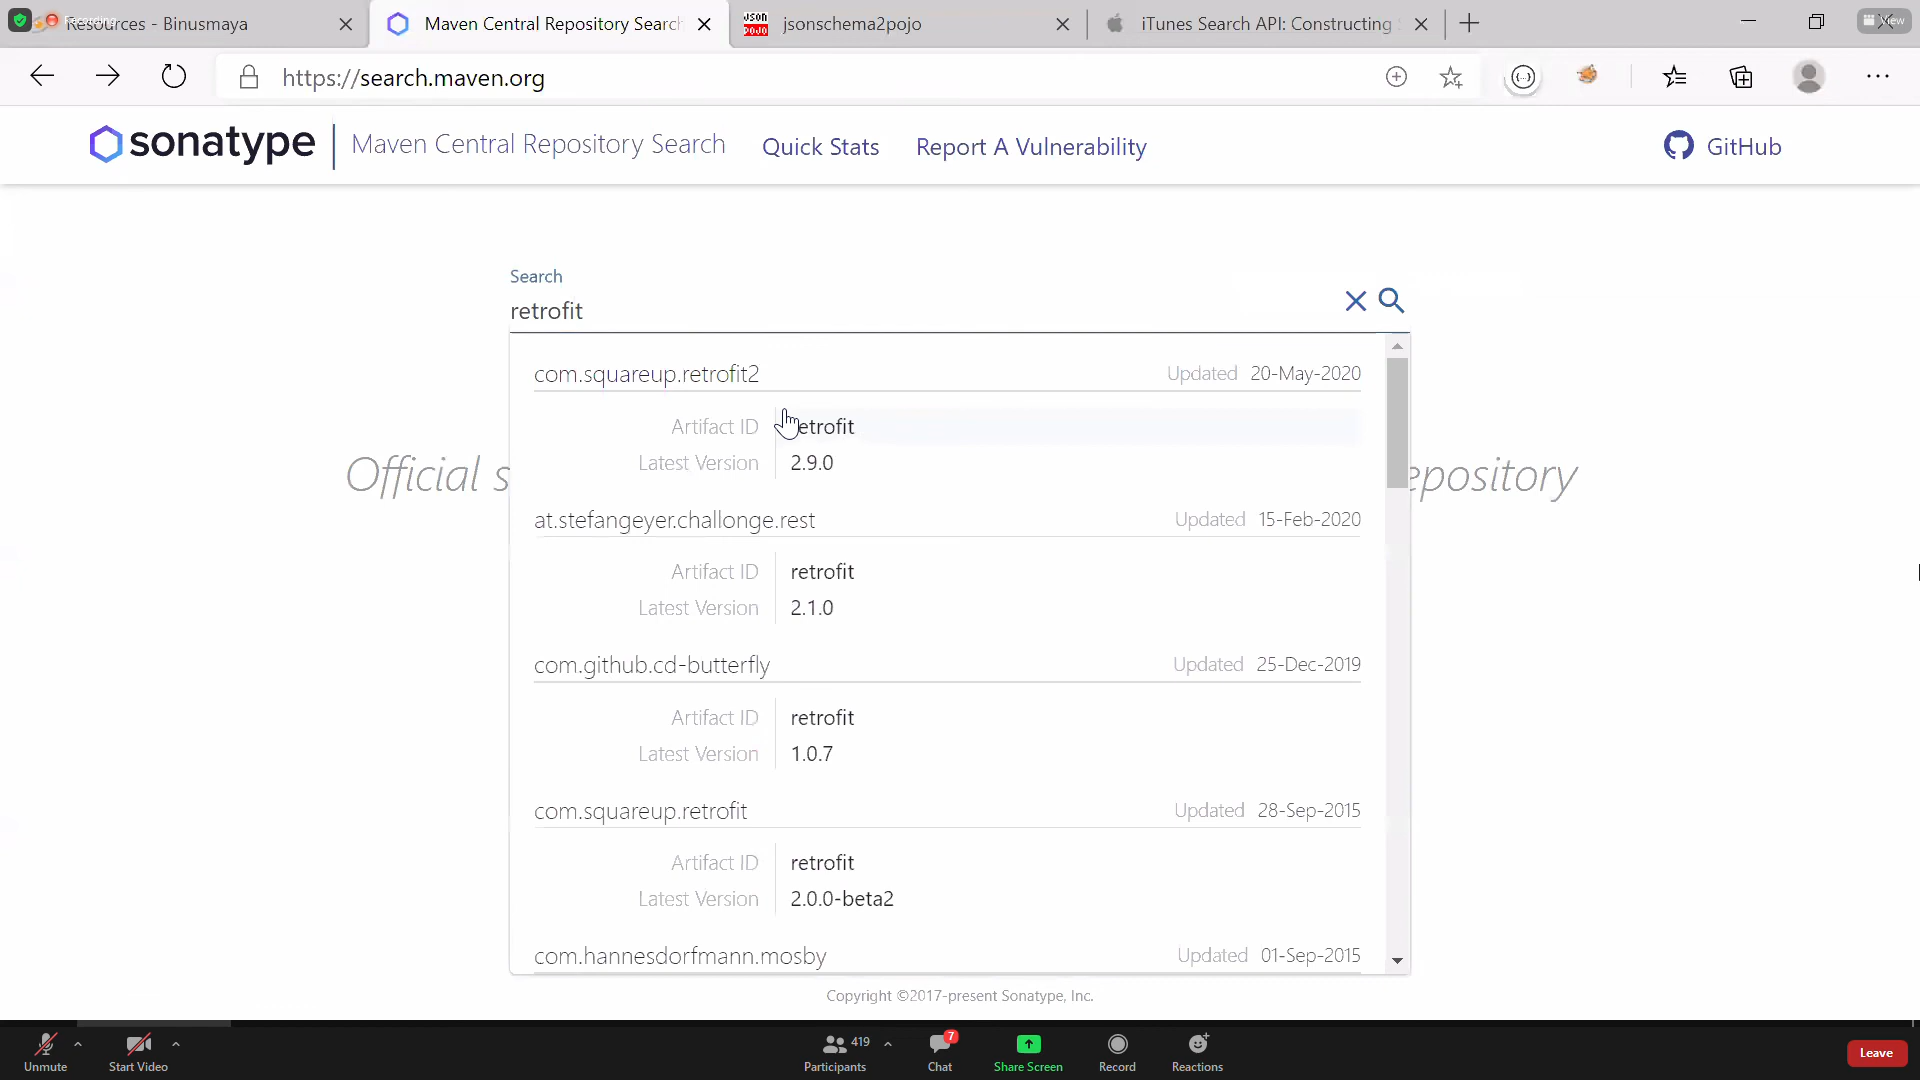 Recording
Resources - Binusmaya
Maven Central Repository Search
jsonschema2pojo
iTunes Search API: Constructing
View
https://search.maven.org
sonatype
Maven Central Repository Search
Quick Stats
Report A Vulnerability
GitHub
Search
retrofit
com.squareup.retrofit2 Updated 20-May-2020
Artifact ID retrofit
Latest Version 2.9.0
Official s epository
at.stefangeyer.challonge.rest Updated 15-Feb-2020
Artifact ID retrofit
Latest Version 2.1.0
com.github.cd-butterfly Updated 25-Dec-2019
Artifact ID retrofit
Latest Version 1.0.7
com.squareup.retrofit Updated 28-Sep-2015
Artifact ID retrofit
Latest Version 2.0.0-beta2
com.hannesdorfmann.mosby Updated 01-Sep-2015
Copyright ©2017-present Sonatype, Inc.
Unmute
Start Video
419
Participants
7
Chat
Share Screen
Record
Reactions
Leave